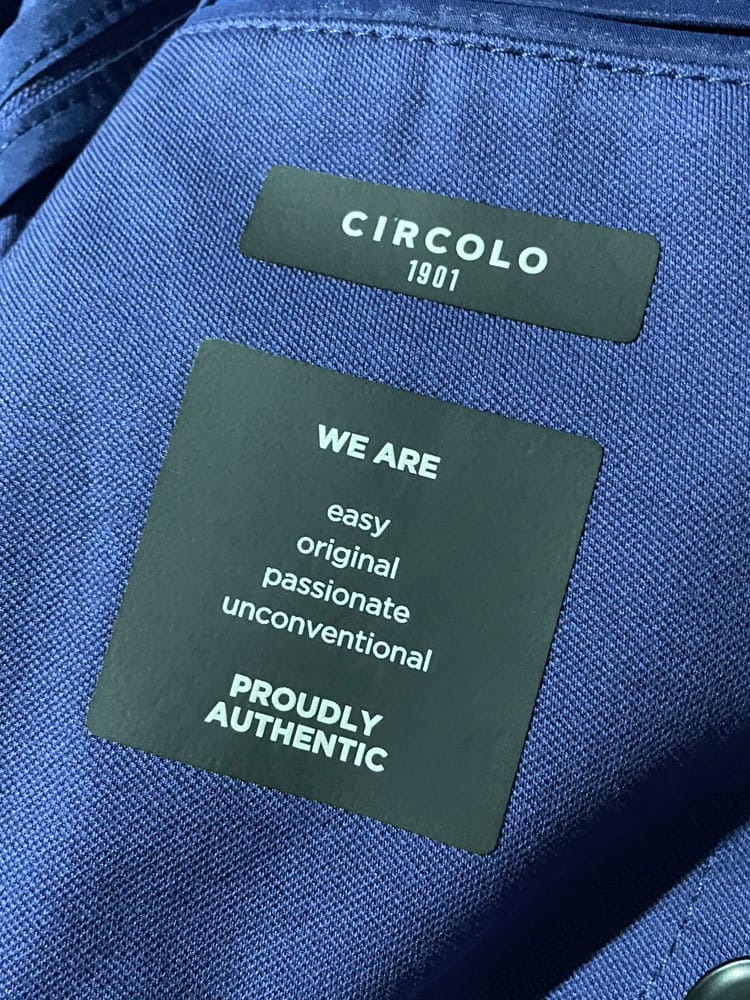 CIRCOLO
1901
WE ARE
easy
original
passionate
unconventional
PROUDLY
AUTHENTIC